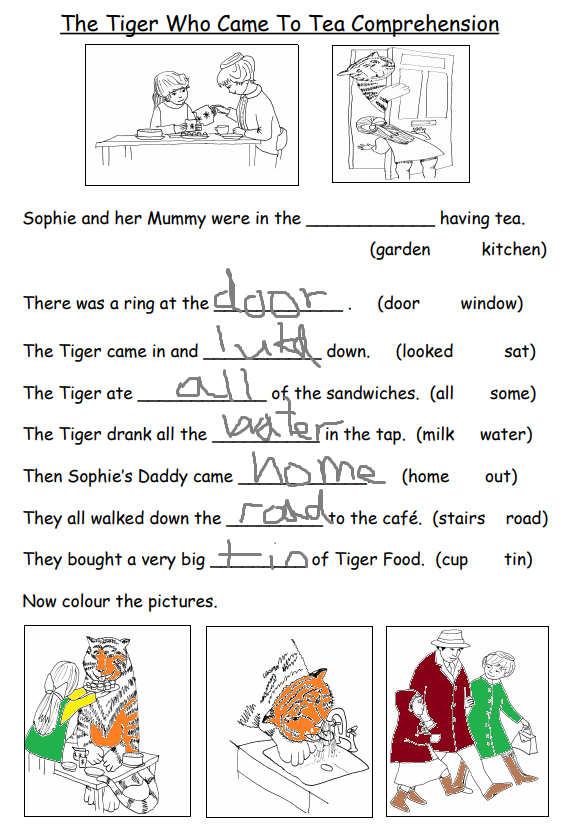 The Tiger Who Came To Tea Comprehension
Sophie and her Mummy were in the ______________ having tea.
(garden kitchen)
There was a ring at the door . (door window)
The Tiger came in and lukd down. (looked sat)
The Tiger ate all of the sandwiches. (all some)
The Tiger drank all the water in the tap. (milk water)
Then Sophie's Daddy came home (home out)
They all walked down the road to the café. (stairs road)
They bought a very big tin of Tiger Food. (cup tin)
Now colour the pictures.